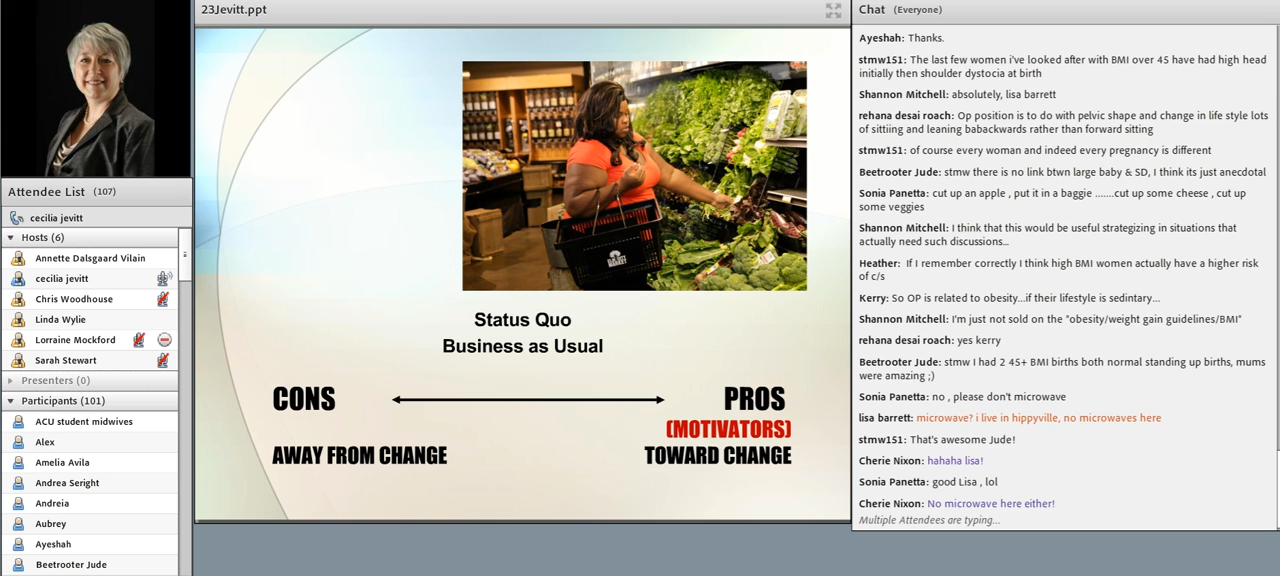 23Jevitt.ppt
Chat (Everyone)
Attendee List (107)
cecilia jevitt
Hosts (6)
Annette Dalsgaard Vilain
cecilia jevitt
Chris Woodhouse
Linda Wylie
Lorraine Mockford
Sarah Stewart
Presenters (0)
Participants (101)
ACU student midwives
Alex
Amelia Avila
Andrea Seright
Andreia
Aubrey
Ayeshah
Beetrooter Jude
Status Quo
Business as Usual
CONS
PROS
(MOTIVATORS)
AWAY FROM CHANGE
TOWARD CHANGE
Ayeshah: Thanks.
stmw151: The last few women i've looked after with BMI over 45 have had high head
initially then shoulder dystocia at birth
Shannon Mitchell: absolutely, lisa barrett
rehana desai roach: Op position is to do with pelvic shape and change in life style lots
of sittiing and leaning babackwards rather than forward sitting
stmw151: of course every woman and indeed every pregnancy is different
Beetrooter Jude: stmw there is no link btwn large baby & SD, I think its just anecdotal
Sonia Panetta: cut up an apple , put it in a baggie .......cut up some cheese , cut up
some veggies
Shannon Mitchell: I think that this would be useful strategizing in situations that
actually need such discussions...
Heather: If I remember correctly I think high BMI women actually have a higher risk
of c/s
Kerry: So OP is related to obesity...if their lifestyle is sedintary...
Shannon Mitchell: I'm just not sold on the "obesity/weight gain guidelines/BMI"
rehana desai roach: yes kerry
Beetrooter Jude: stmw I had 2 45+ BMI births both normal standing up births, mums
were amazing ;)
Sonia Panetta: no , please don't microwave
lisa barrett: microwave? i live in hippyville, no microwaves here
stmw151: That's awesome Jude!
Cherie Nixon: hahaha lisa!
Sonia Panetta: good Lisa , lol
Cherie Nixon: No microwave here either!
Multiple Attendees are typing...